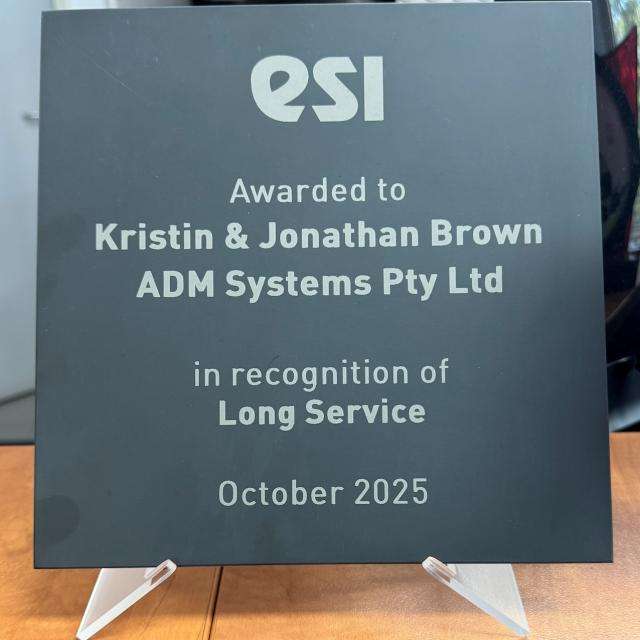 esi
Awarded to
Kristin & Jonathan Brown
ADM Systems Pty Ltd
in recognition of
Long Service
October 2025